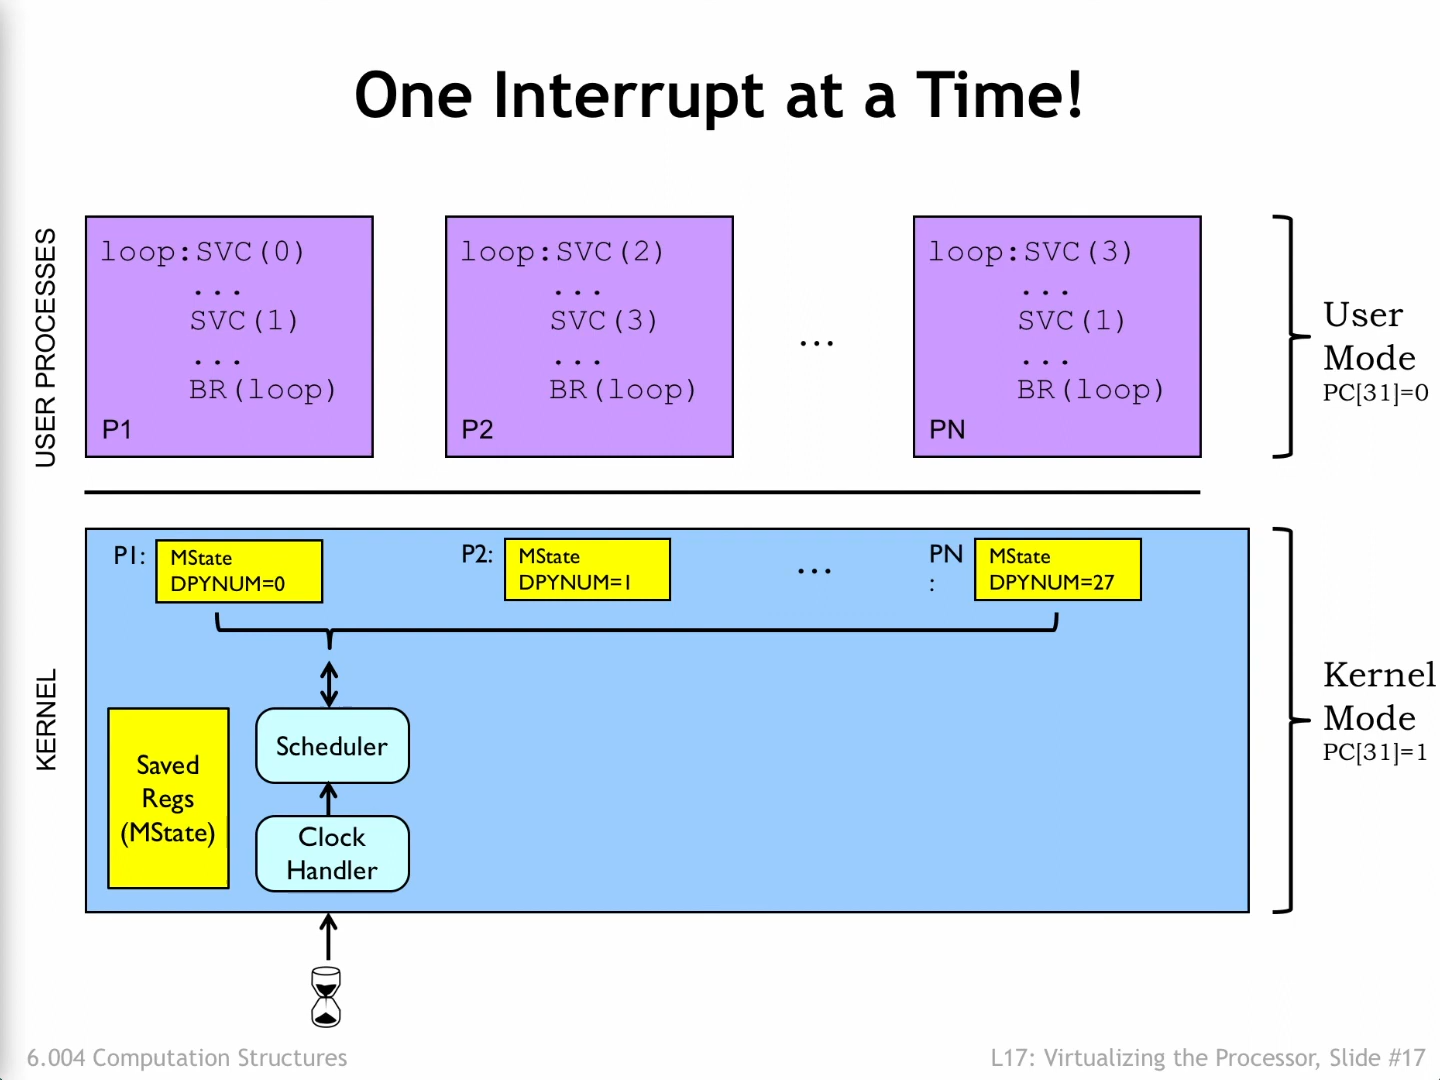 One Interrupt at a Time!
USER PROCESSES
loop:SVC(0)
...
SVC(1)
...
BR(loop)
P1
loop:SVC(2)
...
SVC(3)
...
BR(loop)
P2
...
loop:SVC(3)
...
SVC(1)
...
BR(loop)
PN
User
Mode
PC[31]=0
KERNEL
P1:
MState
DPYNUM=0
P2:
MState
DPYNUM=1
...
PN
:
MState
DPYNUM=27
Saved
Regs
(MState)
Scheduler
Clock
Handler
Kernel
Mode
PC[31]=1
6.004 Computation Structures
L17: Virtualizing the Processor, Slide #17